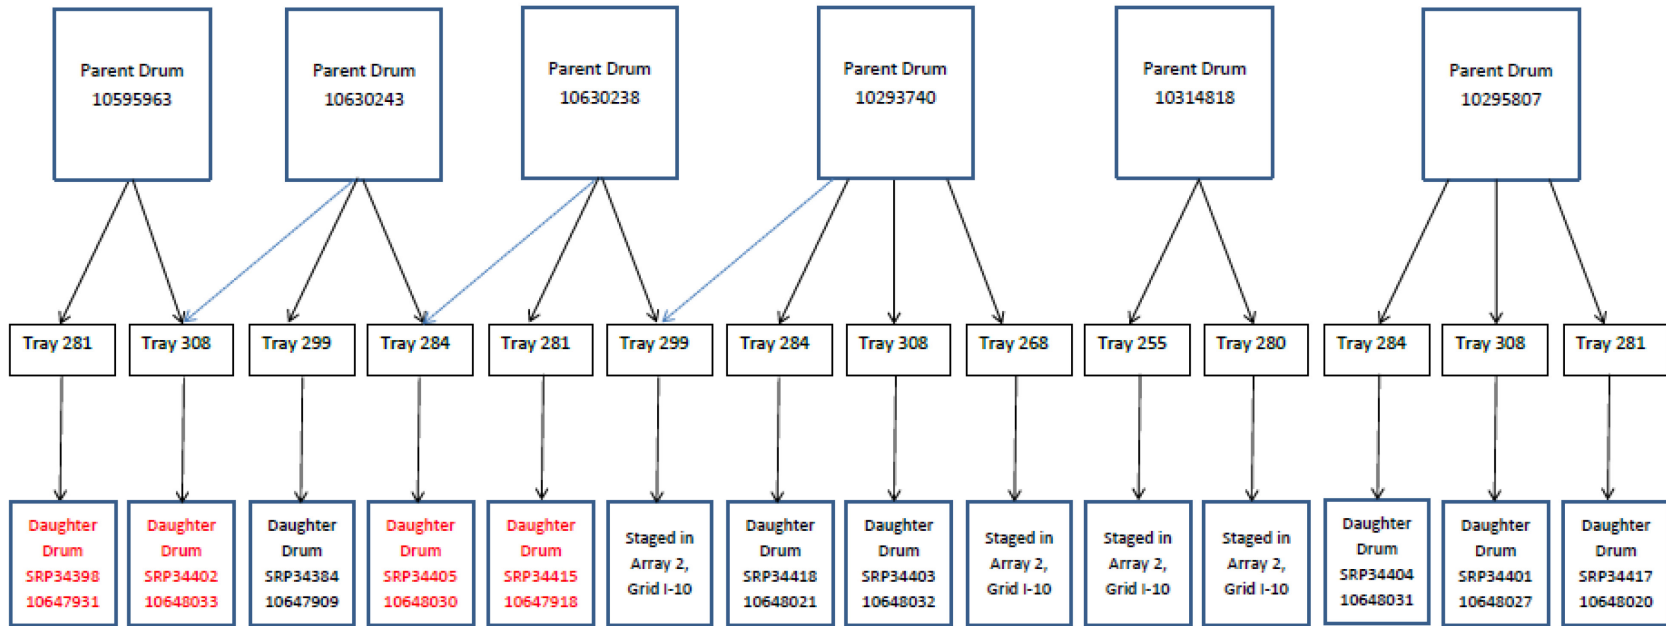 Parent Drum
10595963
Parent Drum
10630243
Parent Drum
10630238
Parent Drum
10293740
Parent Drum
10314818
Parent Drum
10295807
Tray 281
Tray 308
Tray 299
Tray 284
Tray 281
Tray 299
Tray 284
Tray 308
Tray 268
Tray 255
Tray 280
Tray 284
Tray 308
Tray 281
Daughter
Drum
SRP34398
10647931
Daughter
Drum
SRP34402
10648033
Daughter
Drum
SRP34384
10647909
Daughter
Drum
SRP34405
10648030
Daughter
Drum
SRP34415
10647918
Staged in
Array 2,
Grid I-10
Daughter
Drum
SRP34418
10648021
Daughter
Drum
SRP34403
10648032
Staged in
Array 2,
Grid I-10
Staged in
Array 2,
Grid I-10
Staged in
Array 2,
Grid I-10
Daughter
Drum
SRP34404
10648031
Daughter
Drum
SRP34401
10648027
Daughter
Drum
SRP34417
10648020